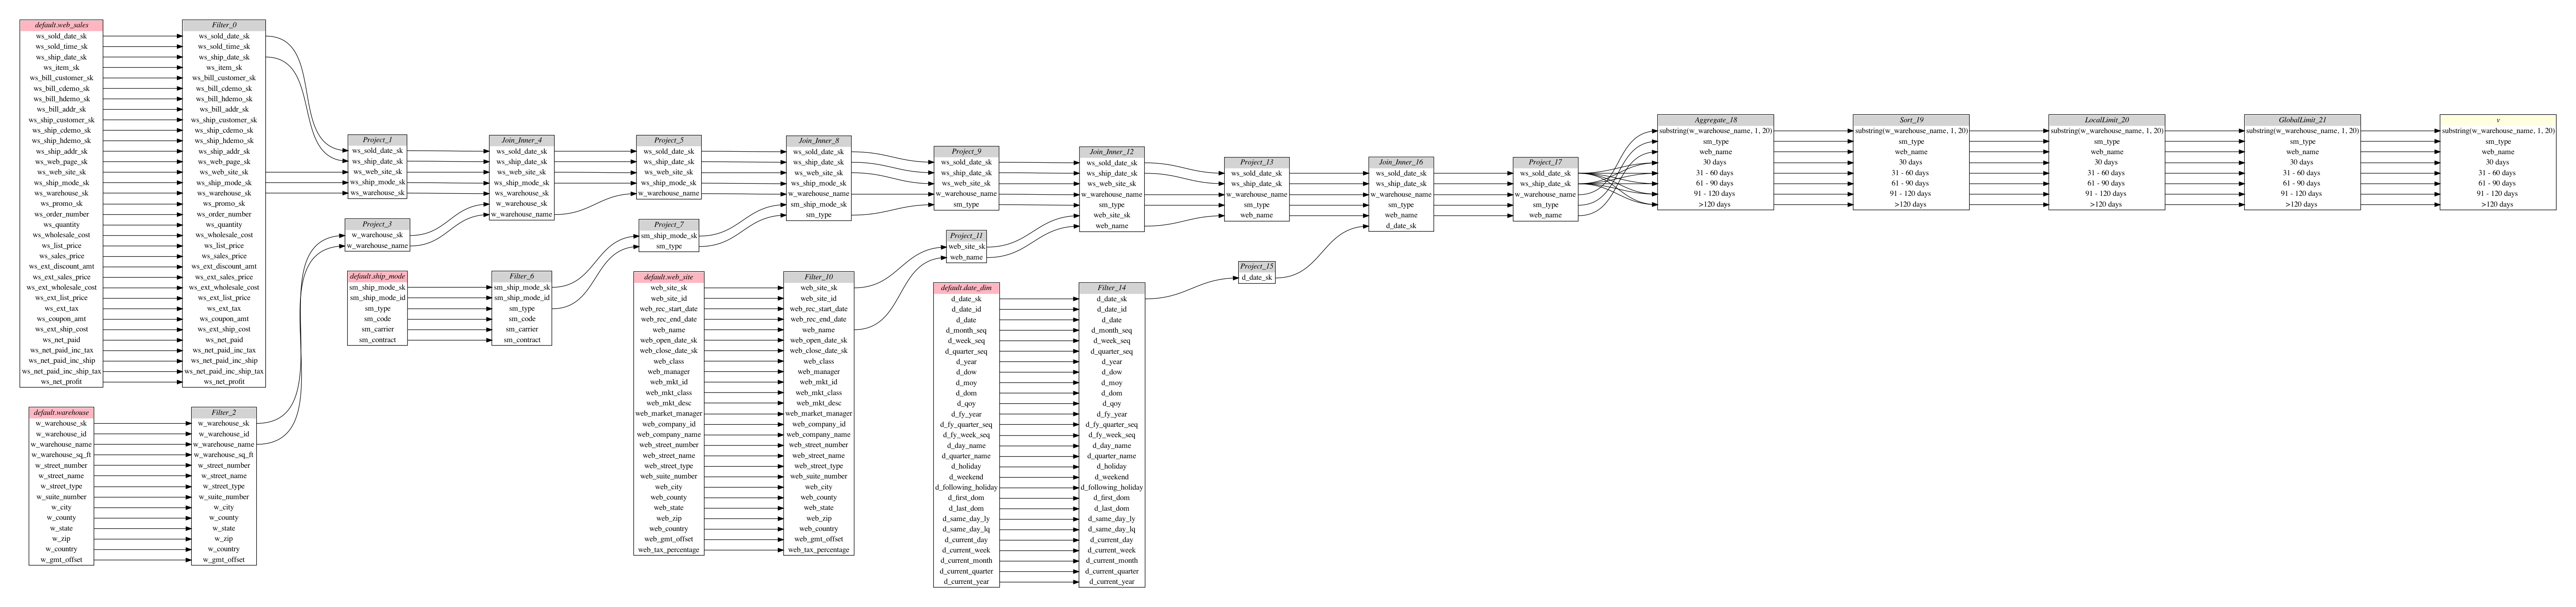 default.web_sales
ws_sold_date_sk
ws_sold_time_sk
ws_ship_date_sk
ws_item_sk
ws_bill_customer_sk
ws_bill_cdemo_sk
ws_bill_hdemo_sk
ws_bill_addr_sk
ws_ship_customer_sk
ws_ship_cdemo_sk
ws_ship_hdemo_sk
ws_ship_addr_sk
ws_web_page_sk
ws_web_site_sk
ws_ship_mode_sk
ws_warehouse_sk
ws_promo_sk
ws_order_number
ws_quantity
ws_wholesale_cost
ws_list_price
ws_sales_price
ws_ext_discount_amt
ws_ext_sales_price
ws_ext_wholesale_cost
ws_ext_list_price
ws_ext_tax
ws_coupon_amt
ws_ext_ship_cost
ws_net_paid
ws_net_paid_inc_tax
ws_net_paid_inc_ship
ws_net_paid_inc_ship_tax
ws_net_profit
Filter_0
ws_sold_date_sk
ws_sold_time_sk
ws_ship_date_sk
ws_item_sk
ws_bill_customer_sk
ws_bill_cdemo_sk
ws_bill_hdemo_sk
ws_bill_addr_sk
ws_ship_customer_sk
ws_ship_cdemo_sk
ws_ship_hdemo_sk
ws_ship_addr_sk
ws_web_page_sk
ws_web_site_sk
ws_ship_mode_sk
ws_warehouse_sk
ws_promo_sk
ws_order_number
ws_quantity
ws_wholesale_cost
ws_list_price
ws_sales_price
ws_ext_discount_amt
ws_ext_sales_price
ws_ext_wholesale_cost
ws_ext_list_price
ws_ext_tax
ws_coupon_amt
ws_ext_ship_cost
ws_net_paid
ws_net_paid_inc_tax
ws_net_paid_inc_ship
ws_net_paid_inc_ship_tax
ws_net_profit
default.warehouse
w_warehouse_sk
w_warehouse_id
w_warehouse_name
w_warehouse_sq_ft
w_street_number
w_street_name
w_street_type
w_suite_number
w_city
w_county
w_state
w_zip
w_country
w_gmt_offset
Filter_2
w_warehouse_sk
w_warehouse_id
w_warehouse_name
w_warehouse_sq_ft
w_street_number
w_street_name
w_street_type
w_suite_number
w_city
w_county
w_state
w_zip
w_country
w_gmt_offset
Project_1
ws_sold_date_sk
ws_ship_date_sk
ws_web_site_sk
ws_ship_mode_sk
ws_warehouse_sk
Project_3
w_warehouse_sk
w_warehouse_name
default.ship_mode
sm_ship_mode_sk
sm_ship_mode_id
sm_type
sm_code
sm_carrier
sm_contract
Join_Inner_4
ws_sold_date_sk
ws_ship_date_sk
ws_web_site_sk
ws_ship_mode_sk
ws_warehouse_sk
w_warehouse_sk
w_warehouse_name
Filter_6
sm_ship_mode_sk
sm_ship_mode_id
sm_type
sm_code
sm_carrier
sm_contract
Project_5
ws_sold_date_sk
ws_ship_date_sk
ws_web_site_sk
ws_ship_mode_sk
w_warehouse_name
Project_7
sm_ship_mode_sk
sm_type
default.web_site
web_site_sk
web_site_id
web_rec_start_date
web_rec_end_date
web_name
web_open_date_sk
web_close_date_sk
web_class
web_manager
web_mkt_id
web_mkt_class
web_mkt_desc
web_market_manager
web_company_id
web_company_name
web_street_number
web_street_name
web_street_type
web_suite_number
web_city
web_county
web_state
web_zip
web_country
web_gmt_offset
web_tax_percentage
Join_Inner_8
ws_sold_date_sk
ws_ship_date_sk
ws_web_site_sk
ws_ship_mode_sk
w_warehouse_name
sm_ship_mode_sk
sm_type
Filter_10
web_site_sk
web_site_id
web_rec_start_date
web_rec_end_date
web_name
web_open_date_sk
web_close_date_sk
web_class
web_manager
web_mkt_id
web_mkt_class
web_mkt_desc
web_market_manager
web_company_id
web_company_name
web_street_number
web_street_name
web_street_type
web_suite_number
web_city
web_county
web_state
web_zip
web_country
web_gmt_offset
web_tax_percentage
Project_9
ws_sold_date_sk
ws_ship_date_sk
ws_web_site_sk
w_warehouse_name
sm_type
Project_11
web_site_sk
web_name
default.date_dim
d_date_sk
d_date_id
d_date
d_month_seq
d_week_seq
d_quarter_seq
d_year
d_dow
d_moy
d_dom
d_qoy
d_fy_year
d_fy_quarter_seq
d_fy_week_seq
d_day_name
d_quarter_name
d_holiday
d_weekend
d_following_holiday
d_first_dom
d_last_dom
d_same_day_ly
d_same_day_lq
d_current_day
d_current_week
d_current_month
d_current_quarter
d_current_year
Join_Inner_12
ws_sold_date_sk
ws_ship_date_sk
ws_web_site_sk
w_warehouse_name
sm_type
web_site_sk
web_name
Filter_14
d_date_sk
d_date_id
d_date
d_month_seq
d_week_seq
d_quarter_seq
d_year
d_dow
d_moy
d_dom
d_qoy
d_fy_year
d_fy_quarter_seq
d_fy_week_seq
d_day_name
d_quarter_name
d_holiday
d_weekend
d_following_holiday
d_first_dom
d_last_dom
d_same_day_ly
d_same_day_lq
d_current_day
d_current_week
d_current_month
d_current_quarter
d_current_year
Project_13
ws_sold_date_sk
ws_ship_date_sk
w_warehouse_name
sm_type
web_name
Project_15
d_date_sk
Join_Inner_16
ws_sold_date_sk
ws_ship_date_sk
w_warehouse_name
sm_type
web_name
d_date_sk
Project_17
ws_sold_date_sk
ws_ship_date_sk
w_warehouse_name
sm_type
web_name
Aggregate_18
substring(w_warehouse_name, 1, 20)
sm_type
web_name
30 days
31 - 60 days
61 - 90 days
91 - 120 days
>120 days
Sort_19
substring(w_warehouse_name, 1, 20)
sm_type
web_name
30 days
31 - 60 days
61 - 90 days
91 - 120 days
>120 days
LocalLimit_20
substring(w_warehouse_name, 1, 20)
sm_type
web_name
30 days
31 - 60 days
61 - 90 days
91 - 120 days
>120 days
GlobalLimit_21
substring(w_warehouse_name, 1, 20)
sm_type
web_name
30 days
31 - 60 days
61 - 90 days
91 - 120 days
>120 days
v
substring(w_warehouse_name, 1, 20)
sm_type
web_name
30 days
31 - 60 days
61 - 90 days
91 - 120 days
>120 days